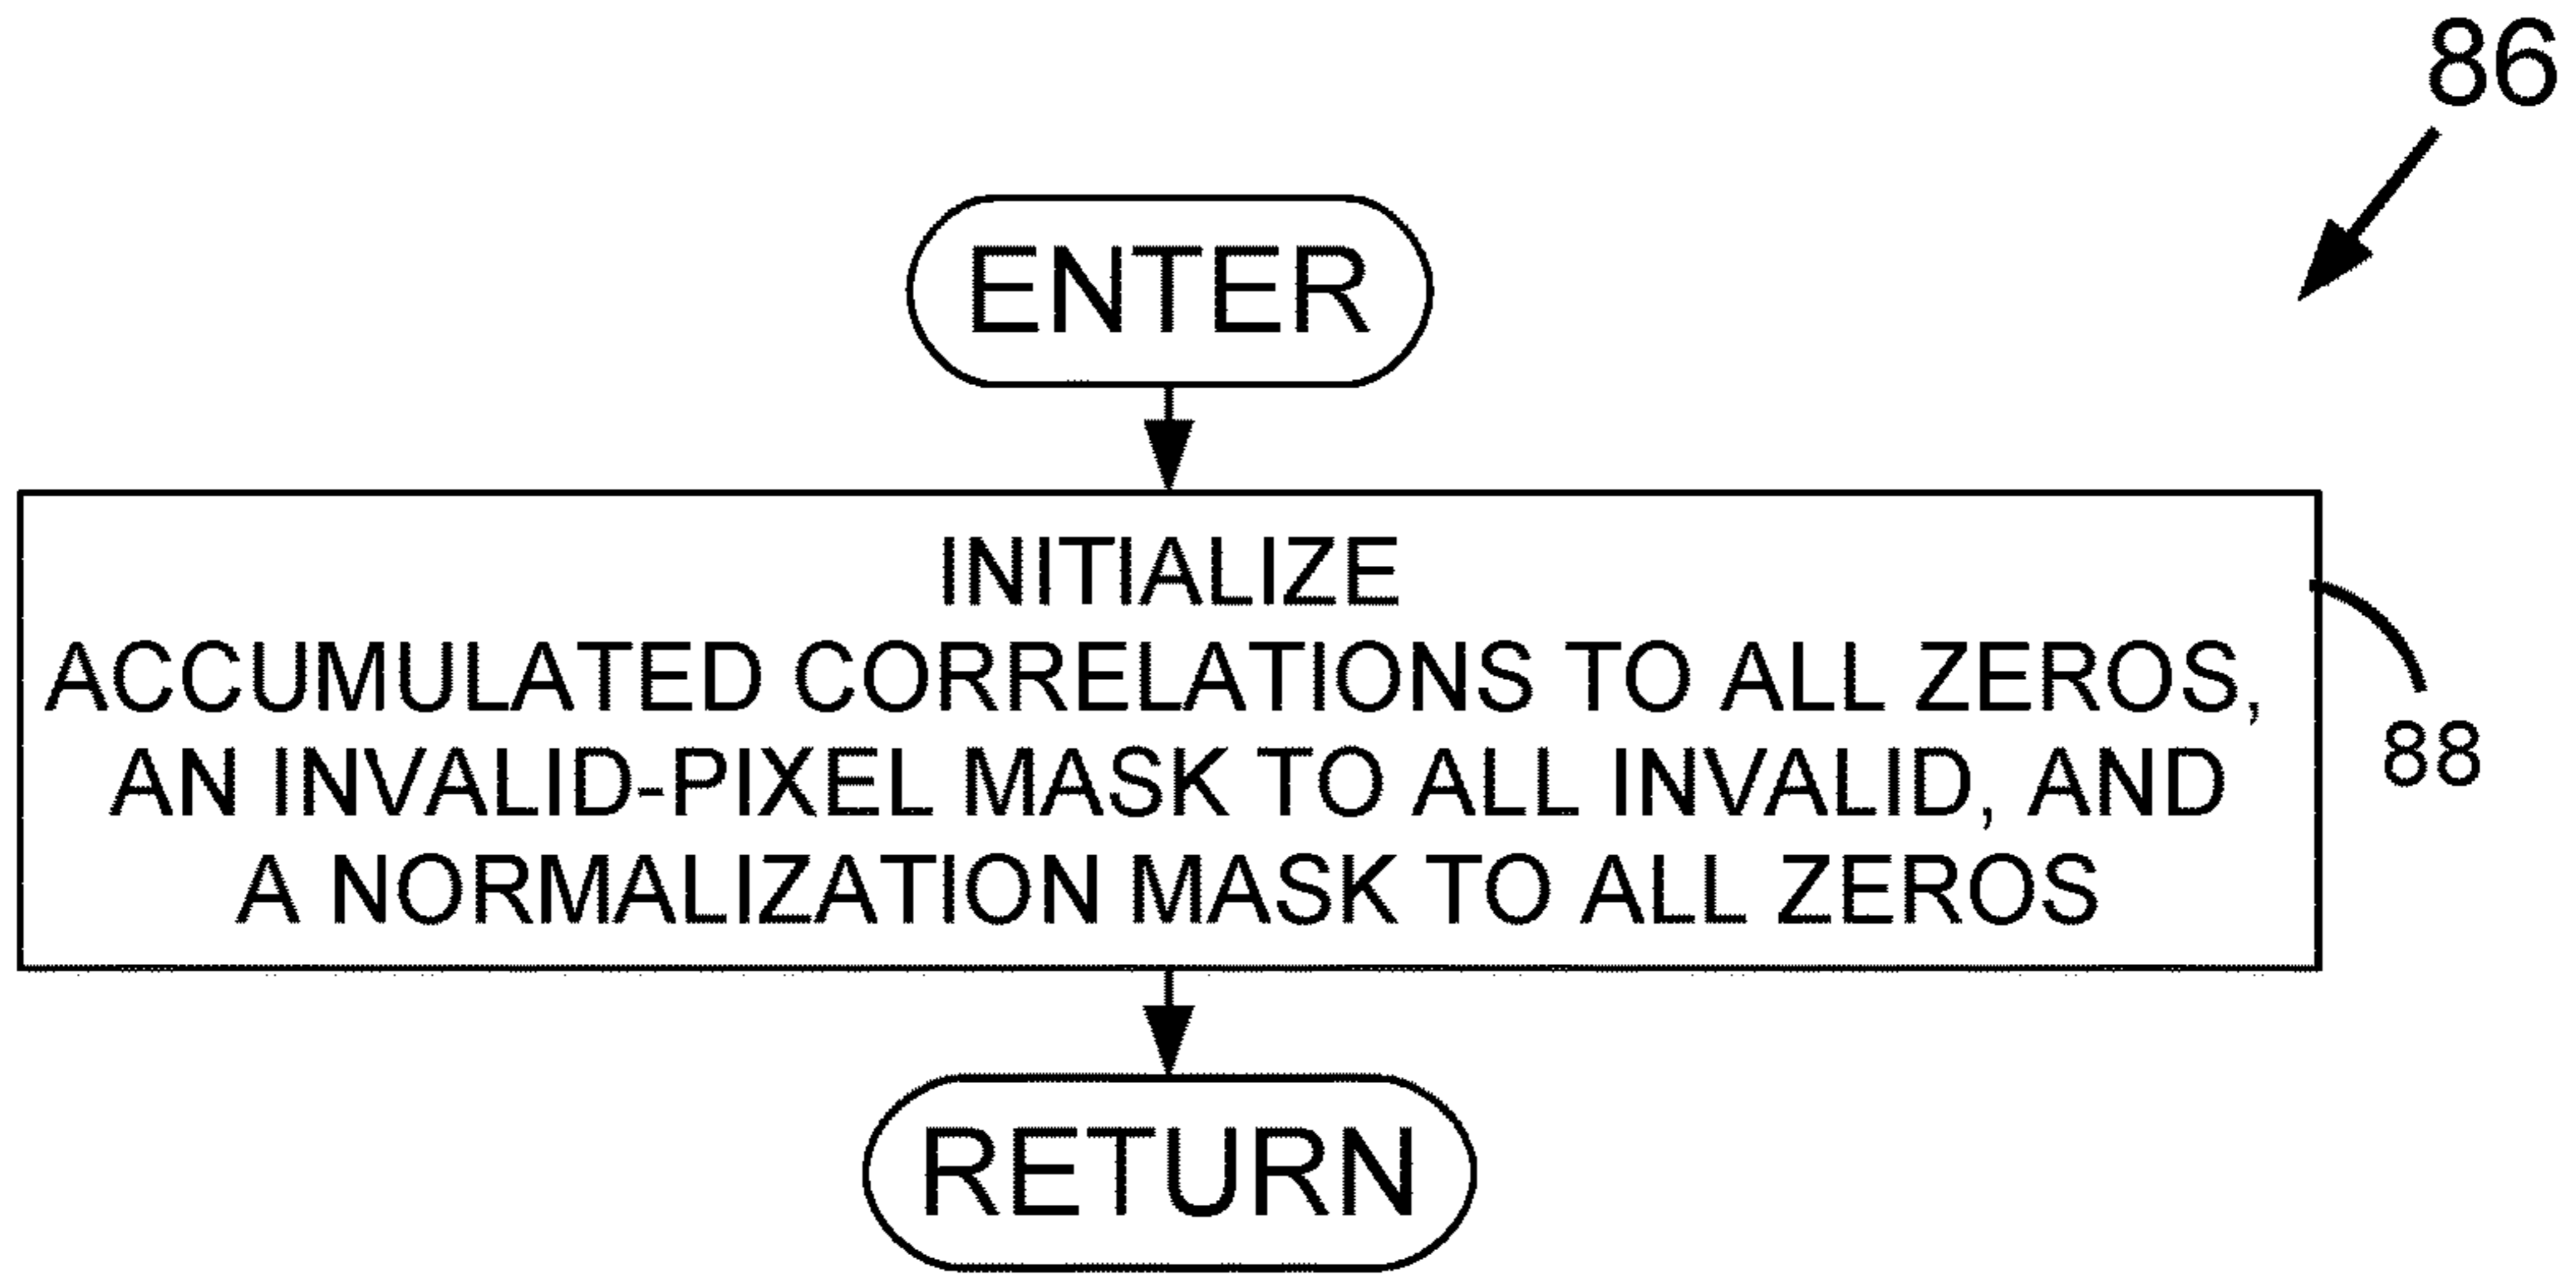 86
ENTER
INITIALIZE
ACCUMULATED CORRELATIONS TO ALL ZEROS,
AN INVALID-PIXEL MASK TO ALL INVALID, AND
A NORMALIZATION MASK TO ALL ZEROS
88
RETURN